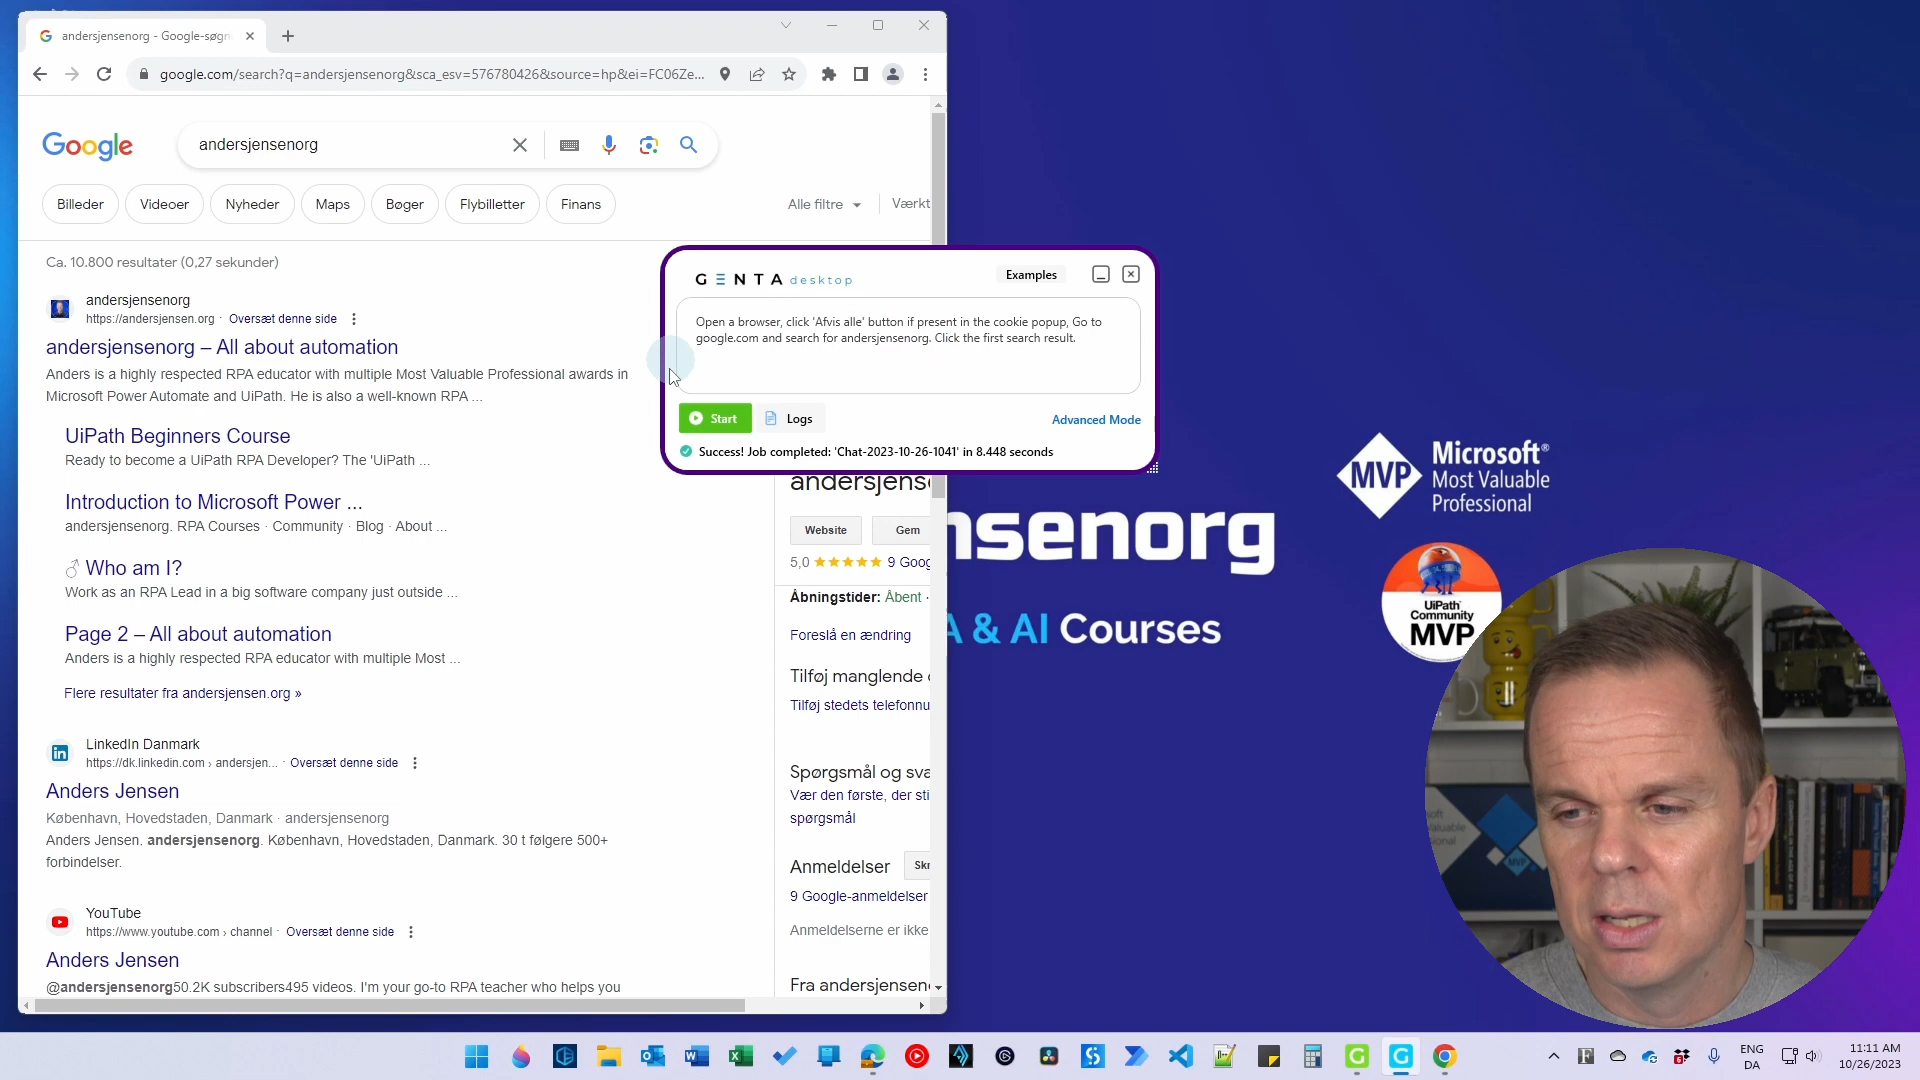 andersjensenorg - Google-søgn
google.com/search?q=andersjensenorg&sca_esv=576780426&source=hp&ei=FC06Ze...
Google
andersjensenorg
Billeder
Videoer
Nyheder
Maps
Bøger
Flybilletter
Finans
Alle filtre
Værkt
Ca. 10.800 resultater (0,27 sekunder)
andersjensenorg
https://andersjensen.org · Oversæt denne side
andersjensenorg – All about automation
Anders is a highly respected RPA educator with multiple Most Valuable Professional awards in
Microsoft Power Automate and UiPath. He is also a well-known RPA ...
UiPath Beginners Course
Ready to become a UiPath RPA Developer? The 'UiPath ...
Introduction to Microsoft Power ...
andersjensenorg. RPA Courses · Community · Blog · About ...
Who am I?
Work as an RPA Lead in a big software company just outside ...
Page 2 – All about automation
Anders is a highly respected RPA educator with multiple Most ...
Flere resultater fra andersjensen.org »
LinkedIn Danmark
https://dk.linkedin.com › andersjen... · Oversæt denne side
Anders Jensen
København, Hovedstaden, Danmark · andersjensenorg
Anders Jensen. andersjensenorg. København, Hovedstaden, Danmark. 30 t følgere 500+
forbindelser.
YouTube
https://www.youtube.com › channel · Oversæt denne side
Anders Jensen
@andersjensenorg50.2K subscribers495 videos. I'm your go-to RPA teacher who helps you
GENTA desktop
Examples
Open a browser, click 'Afvis alle' button if present in the cookie popup, Go to
google.com and search for andersjensenorg. Click the first search result.
Start
Logs
Advanced Mode
Success! Job completed: 'Chat-2023-10-26-1041' in 8.448 seconds
andersjens
Website
Gem
5,0
9 Goog
Åbningstider: Åbent ·
Foreslå en ændring
Tilføj manglende
Tilføj stedets telefonnu
Spørgsmål og sva
Vær den første, der sti
spørgsmål
Anmeldelser
Skr
9 Google-anmeldelser
Anmeldelserne er ikke
Fra andersjensen
nsenorg
A & AI Courses
MVP
Microsoft®
Most Valuable
Professional
UiPath
Community
MVP
MVP
ENG
DA
11:11 AM
10/26/2023